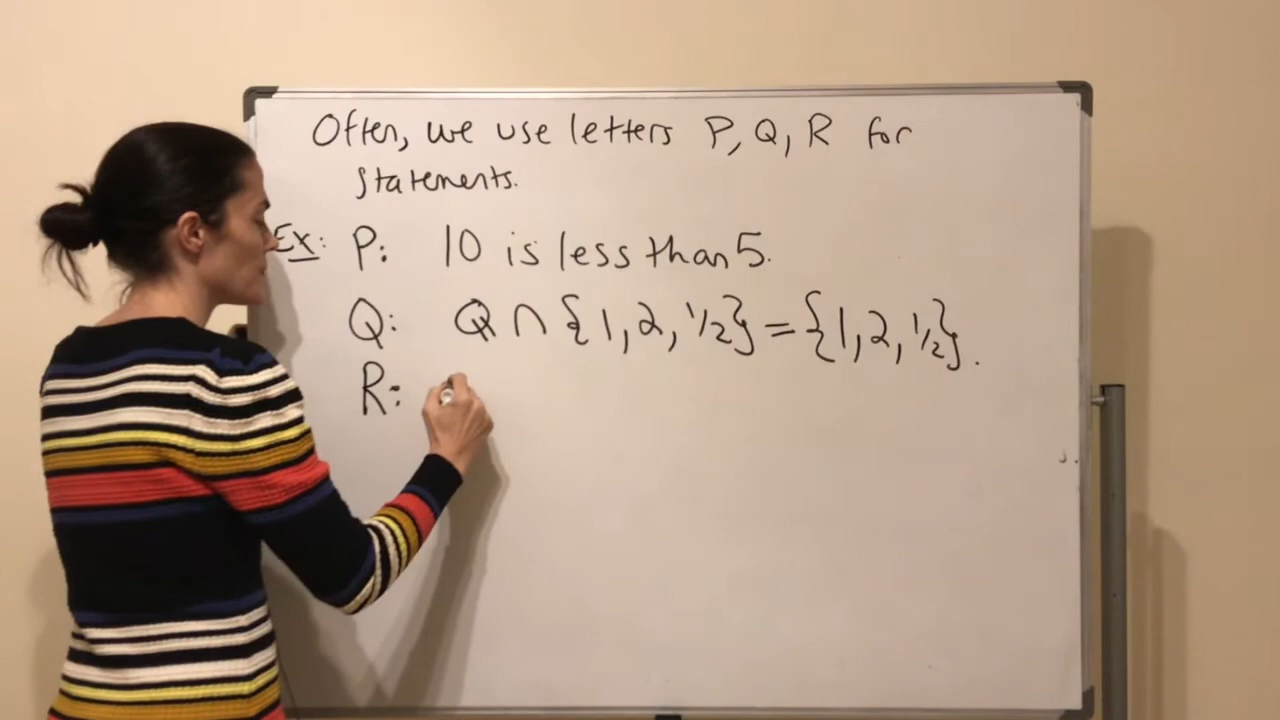 Often, we use letters P, Q, R for
statements.
Ex: P: 10 is less than 5.
Q: ℚ ∩ {1, 2, 1/2} = {1, 2, 1/2}.
R: